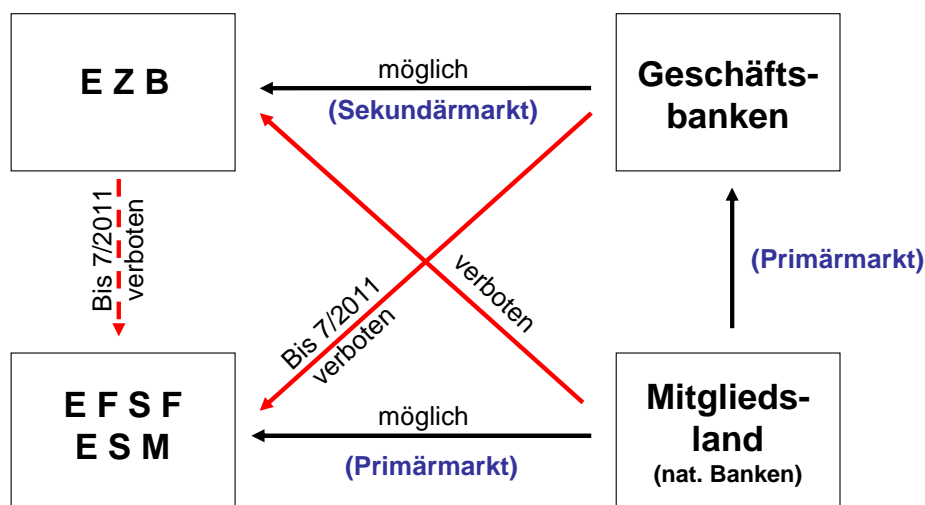 E Z B
möglich
(Sekundärmarkt)
Geschäfts-
banken
Bis 7/2011
verboten
Bis 7/2011
verboten
verboten
(Primärmarkt)
E F S F
E S M
möglich
(Primärmarkt)
Mitglieds-
land
(nat. Banken)